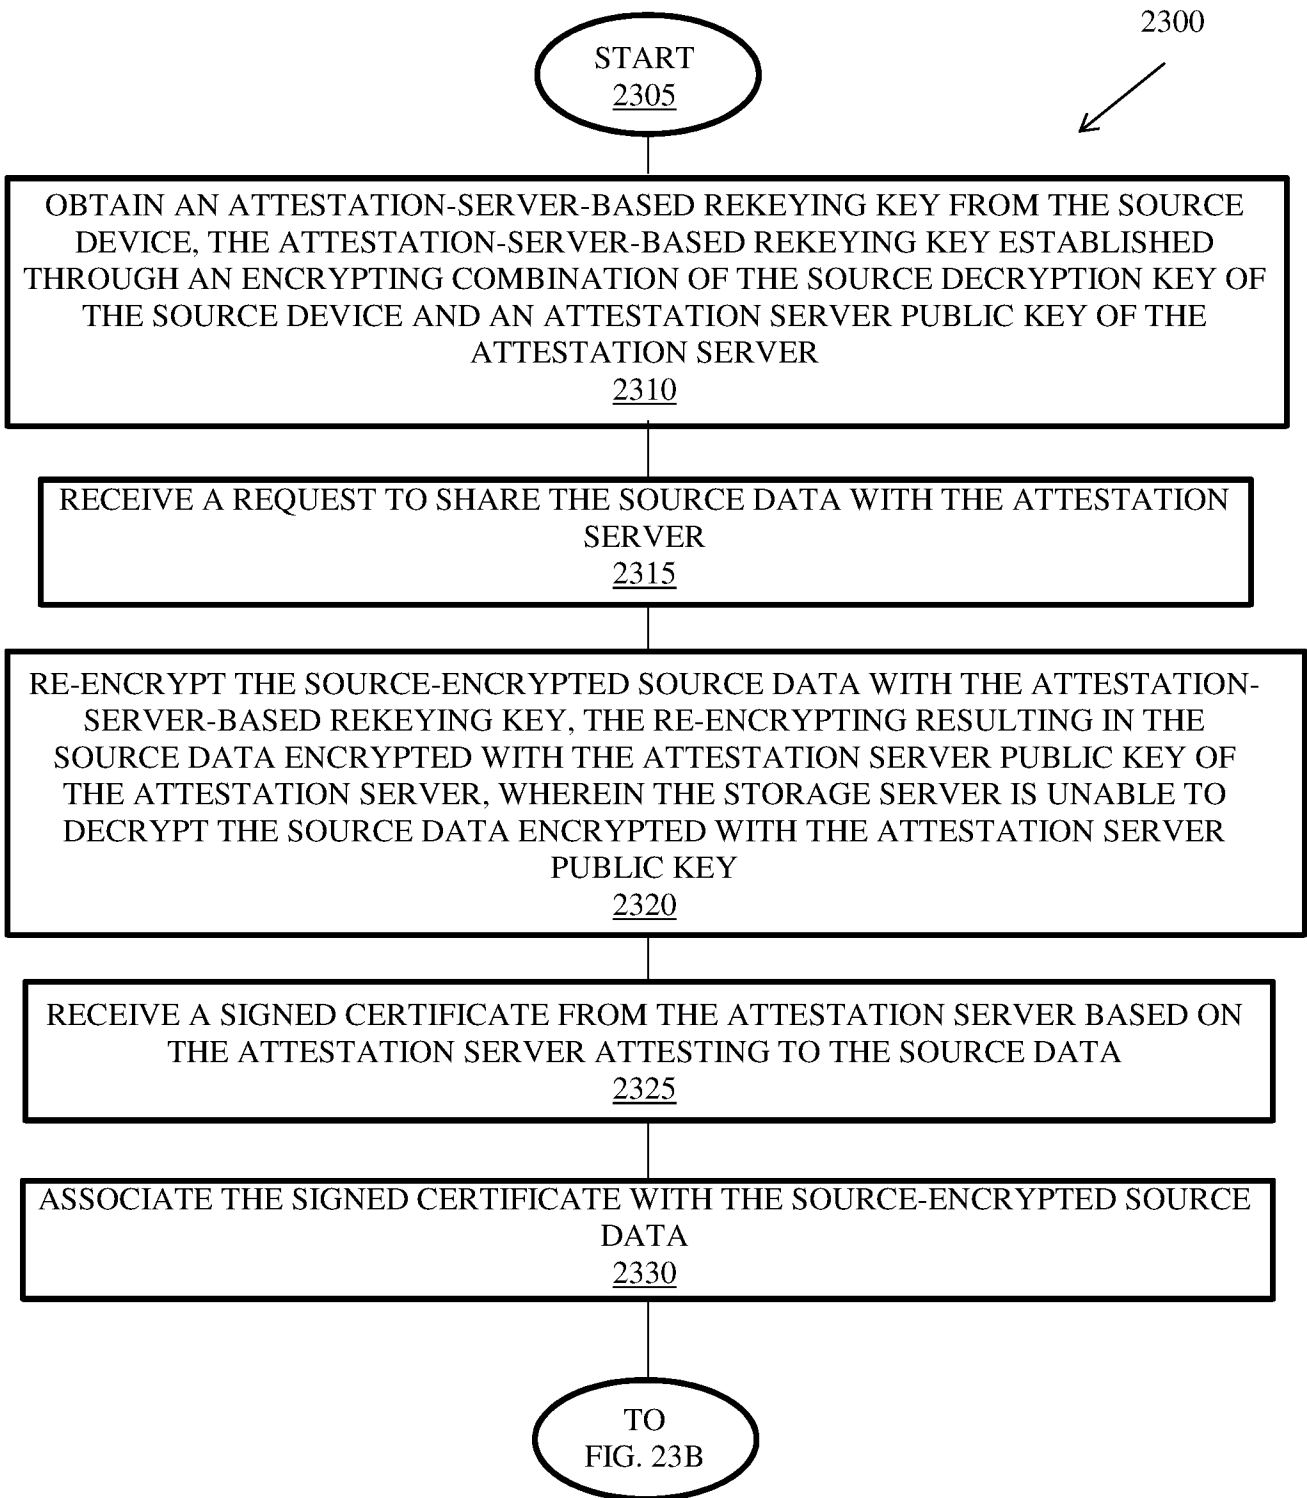 2300
START
2305
OBTAIN AN ATTESTATION-SERVER-BASED REKEYING KEY FROM THE SOURCE
DEVICE, THE ATTESTATION-SERVER-BASED REKEYING KEY ESTABLISHED
THROUGH AN ENCRYPTING COMBINATION OF THE SOURCE DECRYPTION KEY OF
THE SOURCE DEVICE AND AN ATTESTATION SERVER PUBLIC KEY OF THE
ATTESTATION SERVER
2310
RECEIVE A REQUEST TO SHARE THE SOURCE DATA WITH THE ATTESTATION
SERVER
2315
RE-ENCRYPT THE SOURCE-ENCRYPTED SOURCE DATA WITH THE ATTESTATION-
SERVER-BASED REKEYING KEY, THE RE-ENCRYPTING RESULTING IN THE
SOURCE DATA ENCRYPTED WITH THE ATTESTATION SERVER PUBLIC KEY OF
THE ATTESTATION SERVER, WHEREIN THE STORAGE SERVER IS UNABLE TO
DECRYPT THE SOURCE DATA ENCRYPTED WITH THE ATTESTATION SERVER
PUBLIC KEY
2320
RECEIVE A SIGNED CERTIFICATE FROM THE ATTESTATION SERVER BASED ON
THE ATTESTATION SERVER ATTESTING TO THE SOURCE DATA
2325
ASSOCIATE THE SIGNED CERTIFICATE WITH THE SOURCE-ENCRYPTED SOURCE
DATA
2330
TO
FIG. 23B